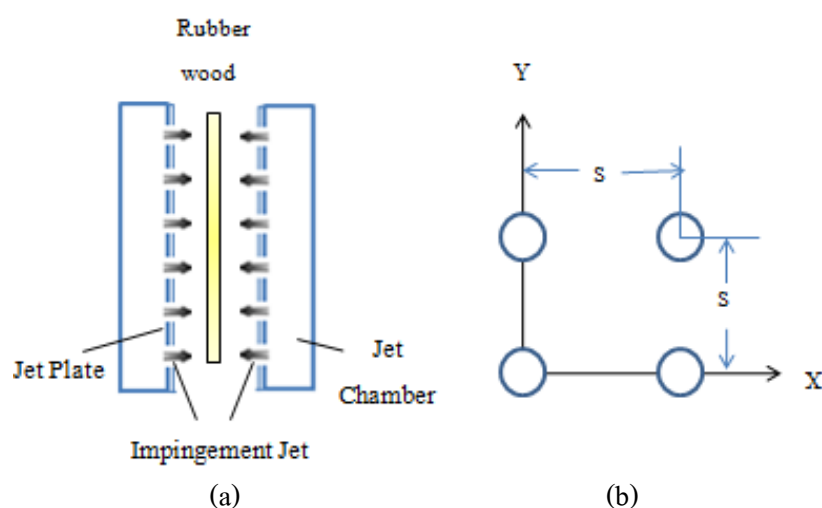 Rubber
wood
Jet Plate
Jet
Chamber
Impingement Jet
(a)
Y
S
S
X
(b)